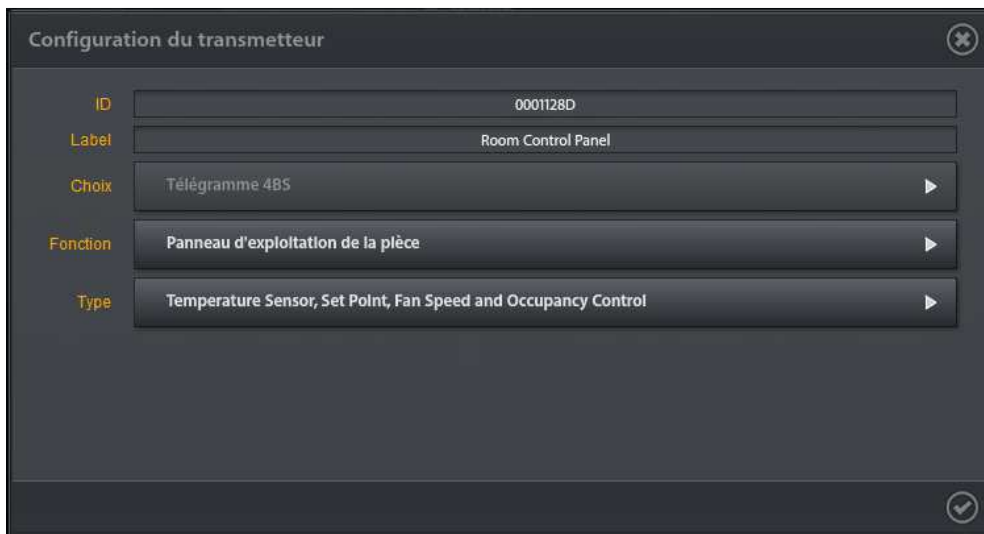 Configuration du transmetteur
ID 0001128D
Label Room Control Panel
Choix Télégramme 4BS
Fonction Panneau d'exploitation de la pièce
Type Temperature Sensor, Set Point, Fan Speed and Occupancy Control